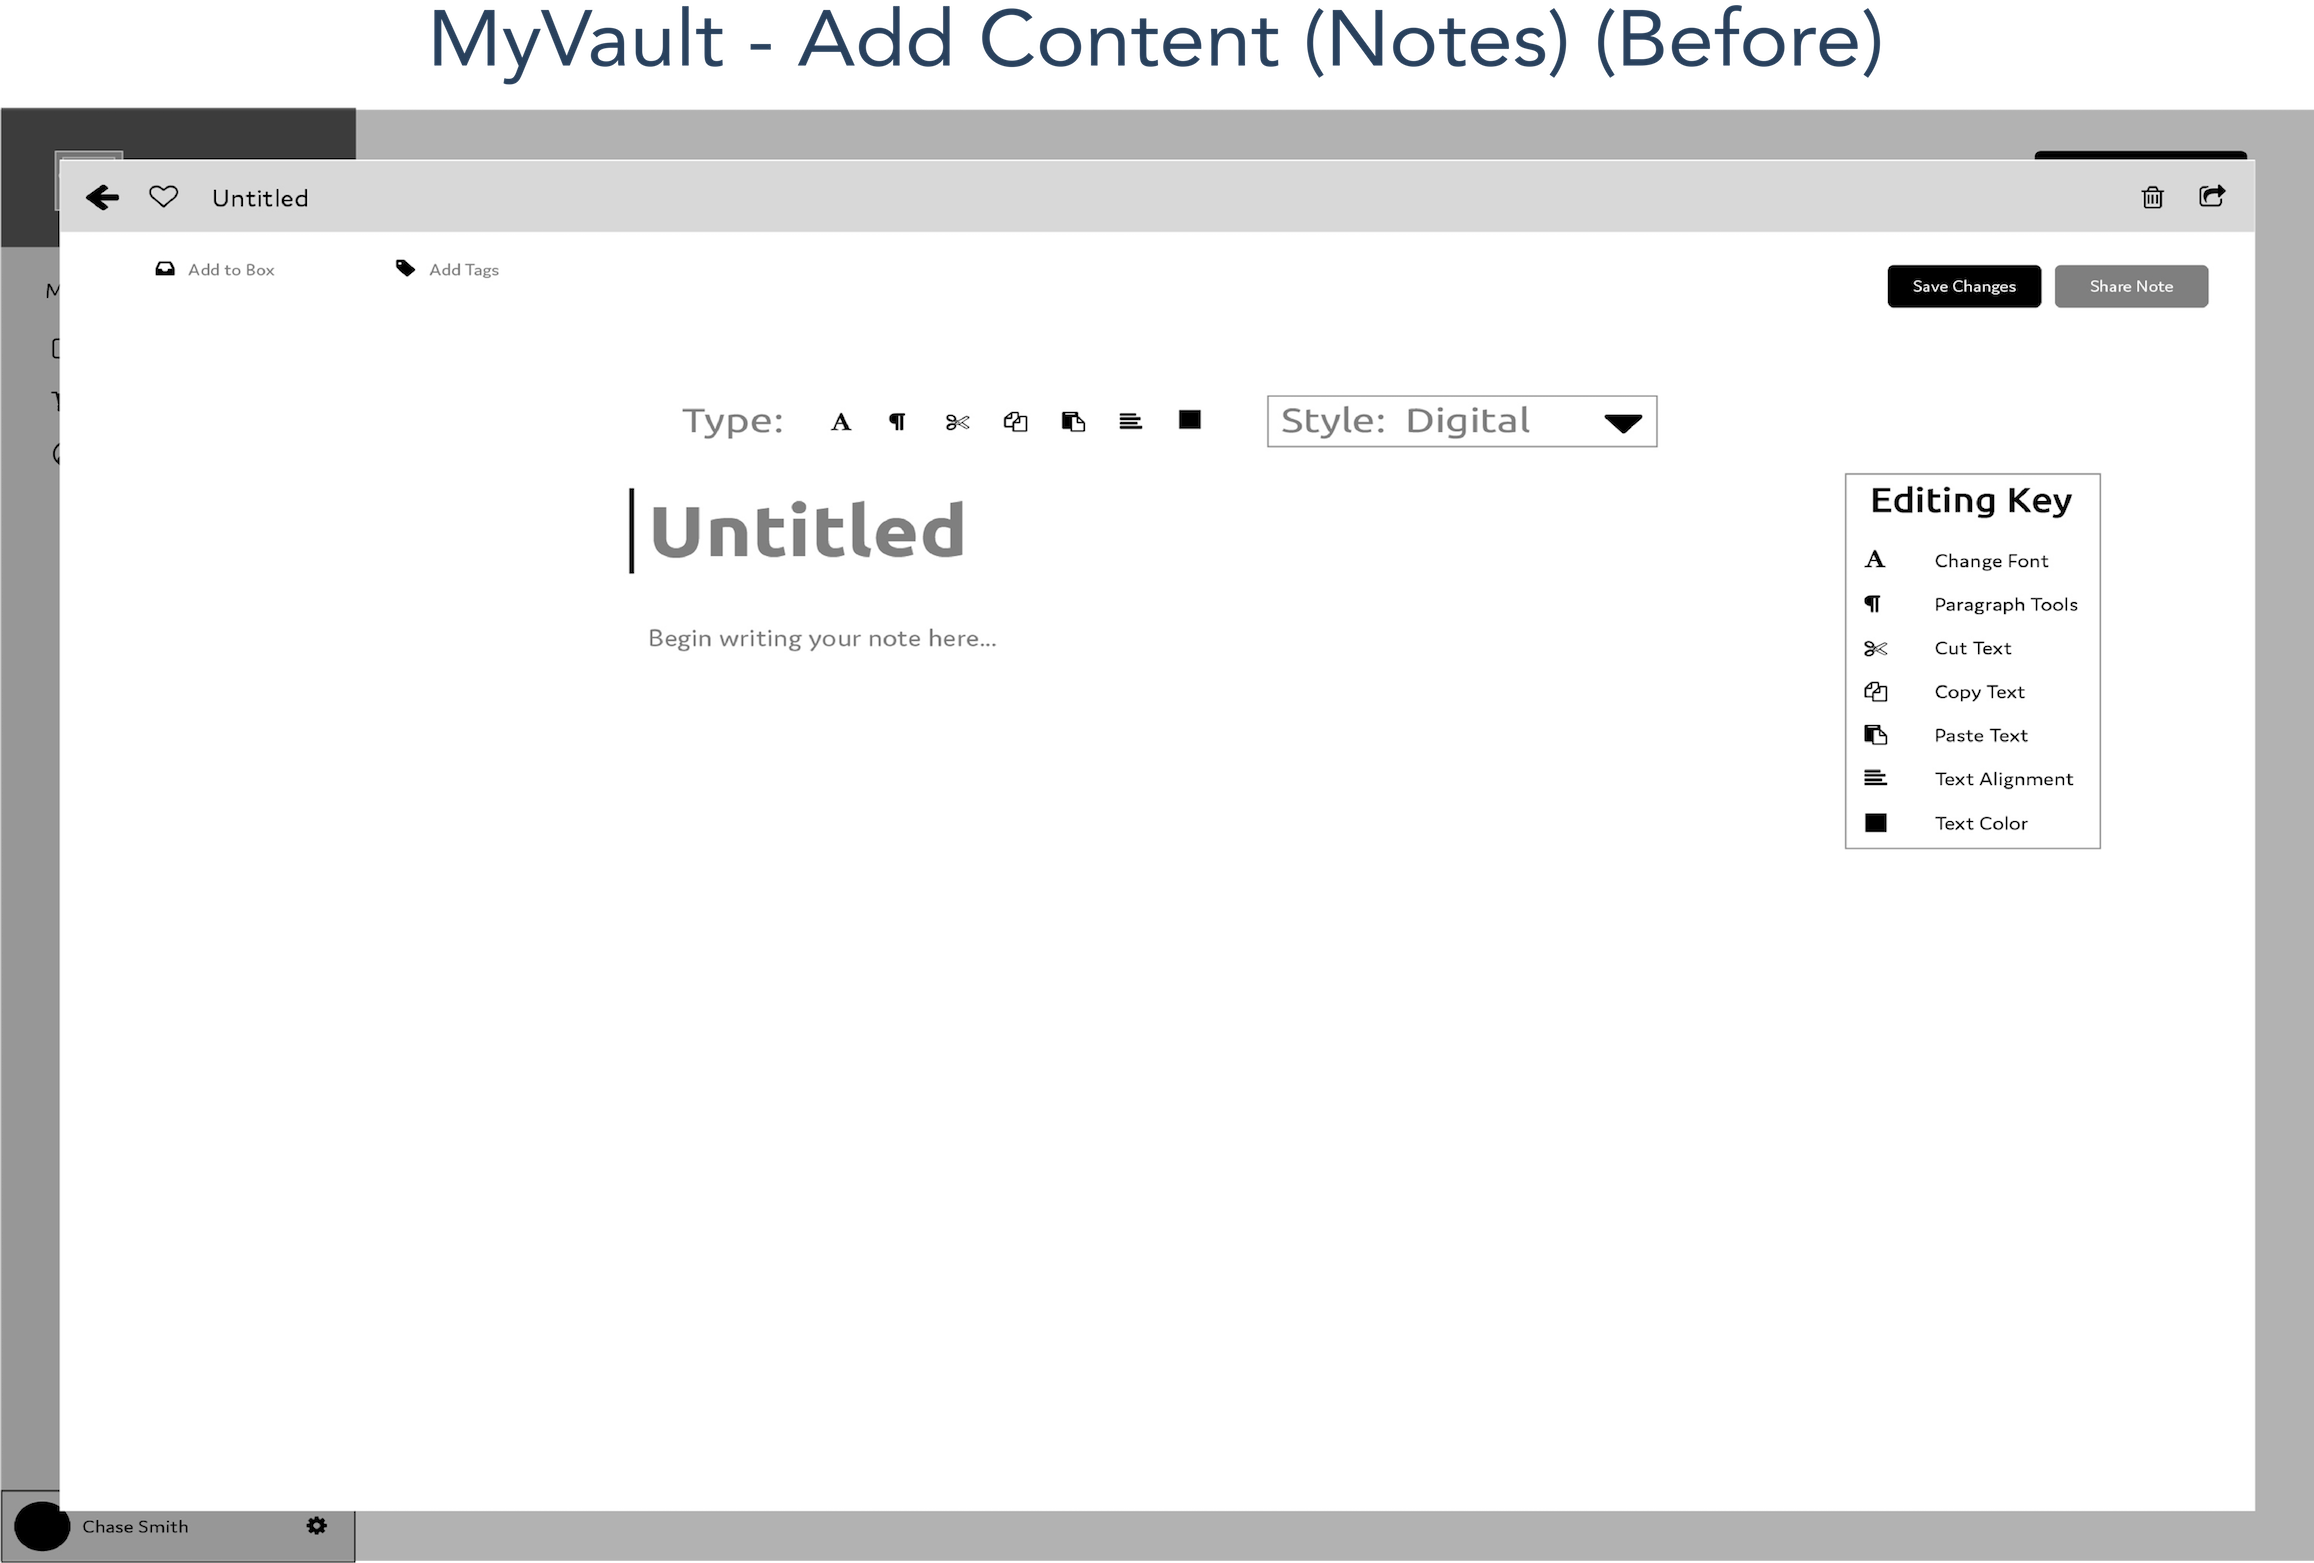 MyVault - Add Content (Notes) (Before)
Untitled
Add to Box
Add Tags
Save Changes
Share Note
Type:
Style: Digital
Untitled
Begin writing your note here...
Editing Key
Change Font
Paragraph Tools
Cut Text
Copy Text
Paste Text
Text Alignment
Text Color
Chase Smith